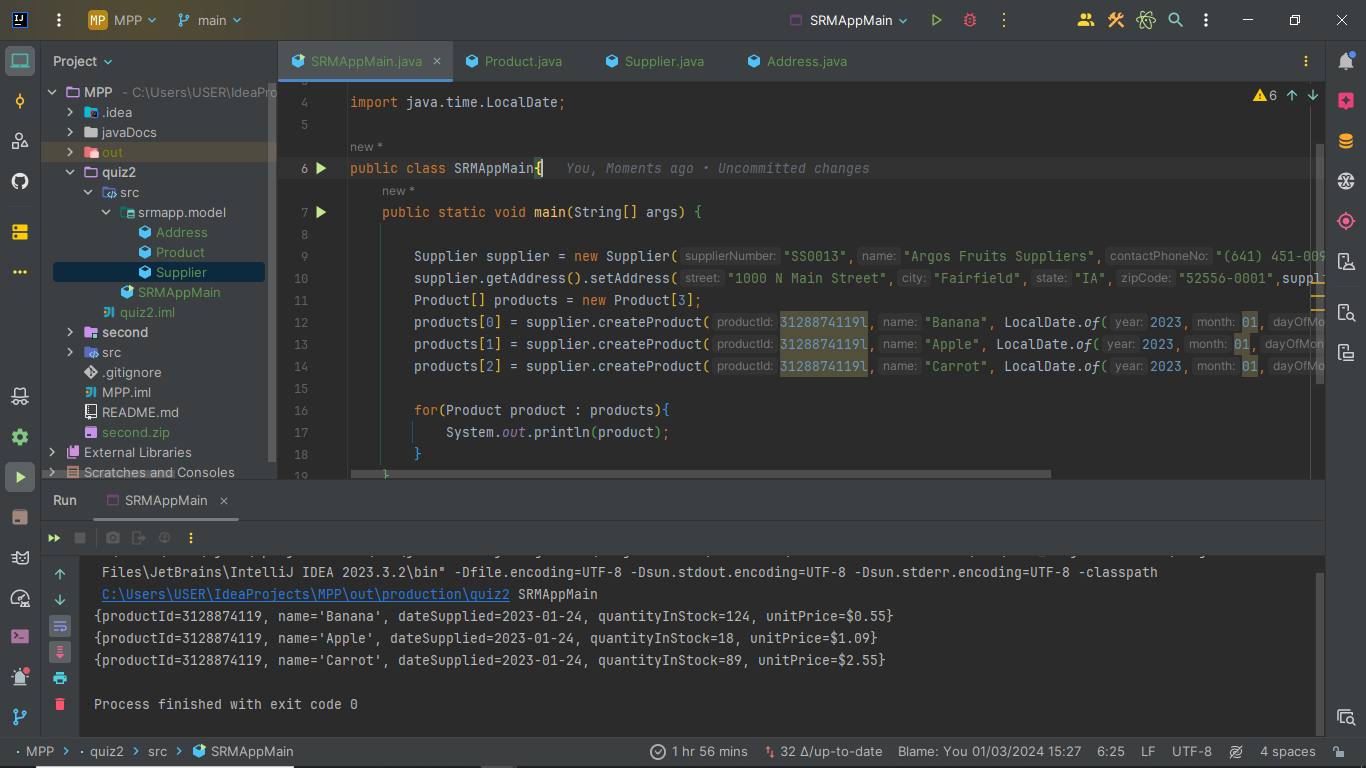 MP MPP main SRMAppMain
Project
SRMAppMain.java Product.java Supplier.java Address.java
MPP - C:\Users\USER\IdeaPro
.idea
javaDocs
out
quiz2
src
srmapp.model
Address
Product
Supplier
SRMAppMain
quiz2.iml
second
src
.gitignore
MPP.iml
README.md
second.zip
External Libraries
Scratches and Consoles
6
4 import java.time.LocalDate;
5
new *
6 public class SRMAppMain{ You, Moments ago • Uncommitted changes
new *
7 public static void main(String[] args) {
8
9 Supplier supplier = new Supplier( supplierNumber: "SS0013", name: "Argos Fruits Suppliers", contactPhoneNo: "(641) 451-009
10 supplier.getAddress().setAddress( street: "1000 N Main Street", city: "Fairfield", state: "IA", zipCode: "52556-0001",suppli
11 Product[] products = new Product[3];
12 products[0] = supplier.createProduct( productId: 3128874119l, name: "Banana", LocalDate.of( year: 2023, month: 01, dayOfMo
13 products[1] = supplier.createProduct( productId: 3128874119l, name: "Apple", LocalDate.of( year: 2023, month: 01, dayOfMon
14 products[2] = supplier.createProduct( productId: 3128874119l, name: "Carrot", LocalDate.of( year: 2023, month: 01, dayOfMo
15
16 for(Product product : products){
17 System.out.println(product);
18 }
19 }
Run SRMAppMain
Files\JetBrains\IntelliJ IDEA 2023.3.2\bin" -Dfile.encoding=UTF-8 -Dsun.stdout.encoding=UTF-8 -Dsun.stderr.encoding=UTF-8 -classpath
C:\Users\USER\IdeaProjects\MPP\out\production\quiz2 SRMAppMain
{productId=3128874119, name='Banana', dateSupplied=2023-01-24, quantityInStock=124, unitPrice=$0.55}
{productId=3128874119, name='Apple', dateSupplied=2023-01-24, quantityInStock=18, unitPrice=$1.09}
{productId=3128874119, name='Carrot', dateSupplied=2023-01-24, quantityInStock=89, unitPrice=$2.55}
Process finished with exit code 0
MPP > quiz2 > src > SRMAppMain 1 hr 56 mins 32 Δ/up-to-date Blame: You 01/03/2024 15:27 6:25 LF UTF-8 4 spaces